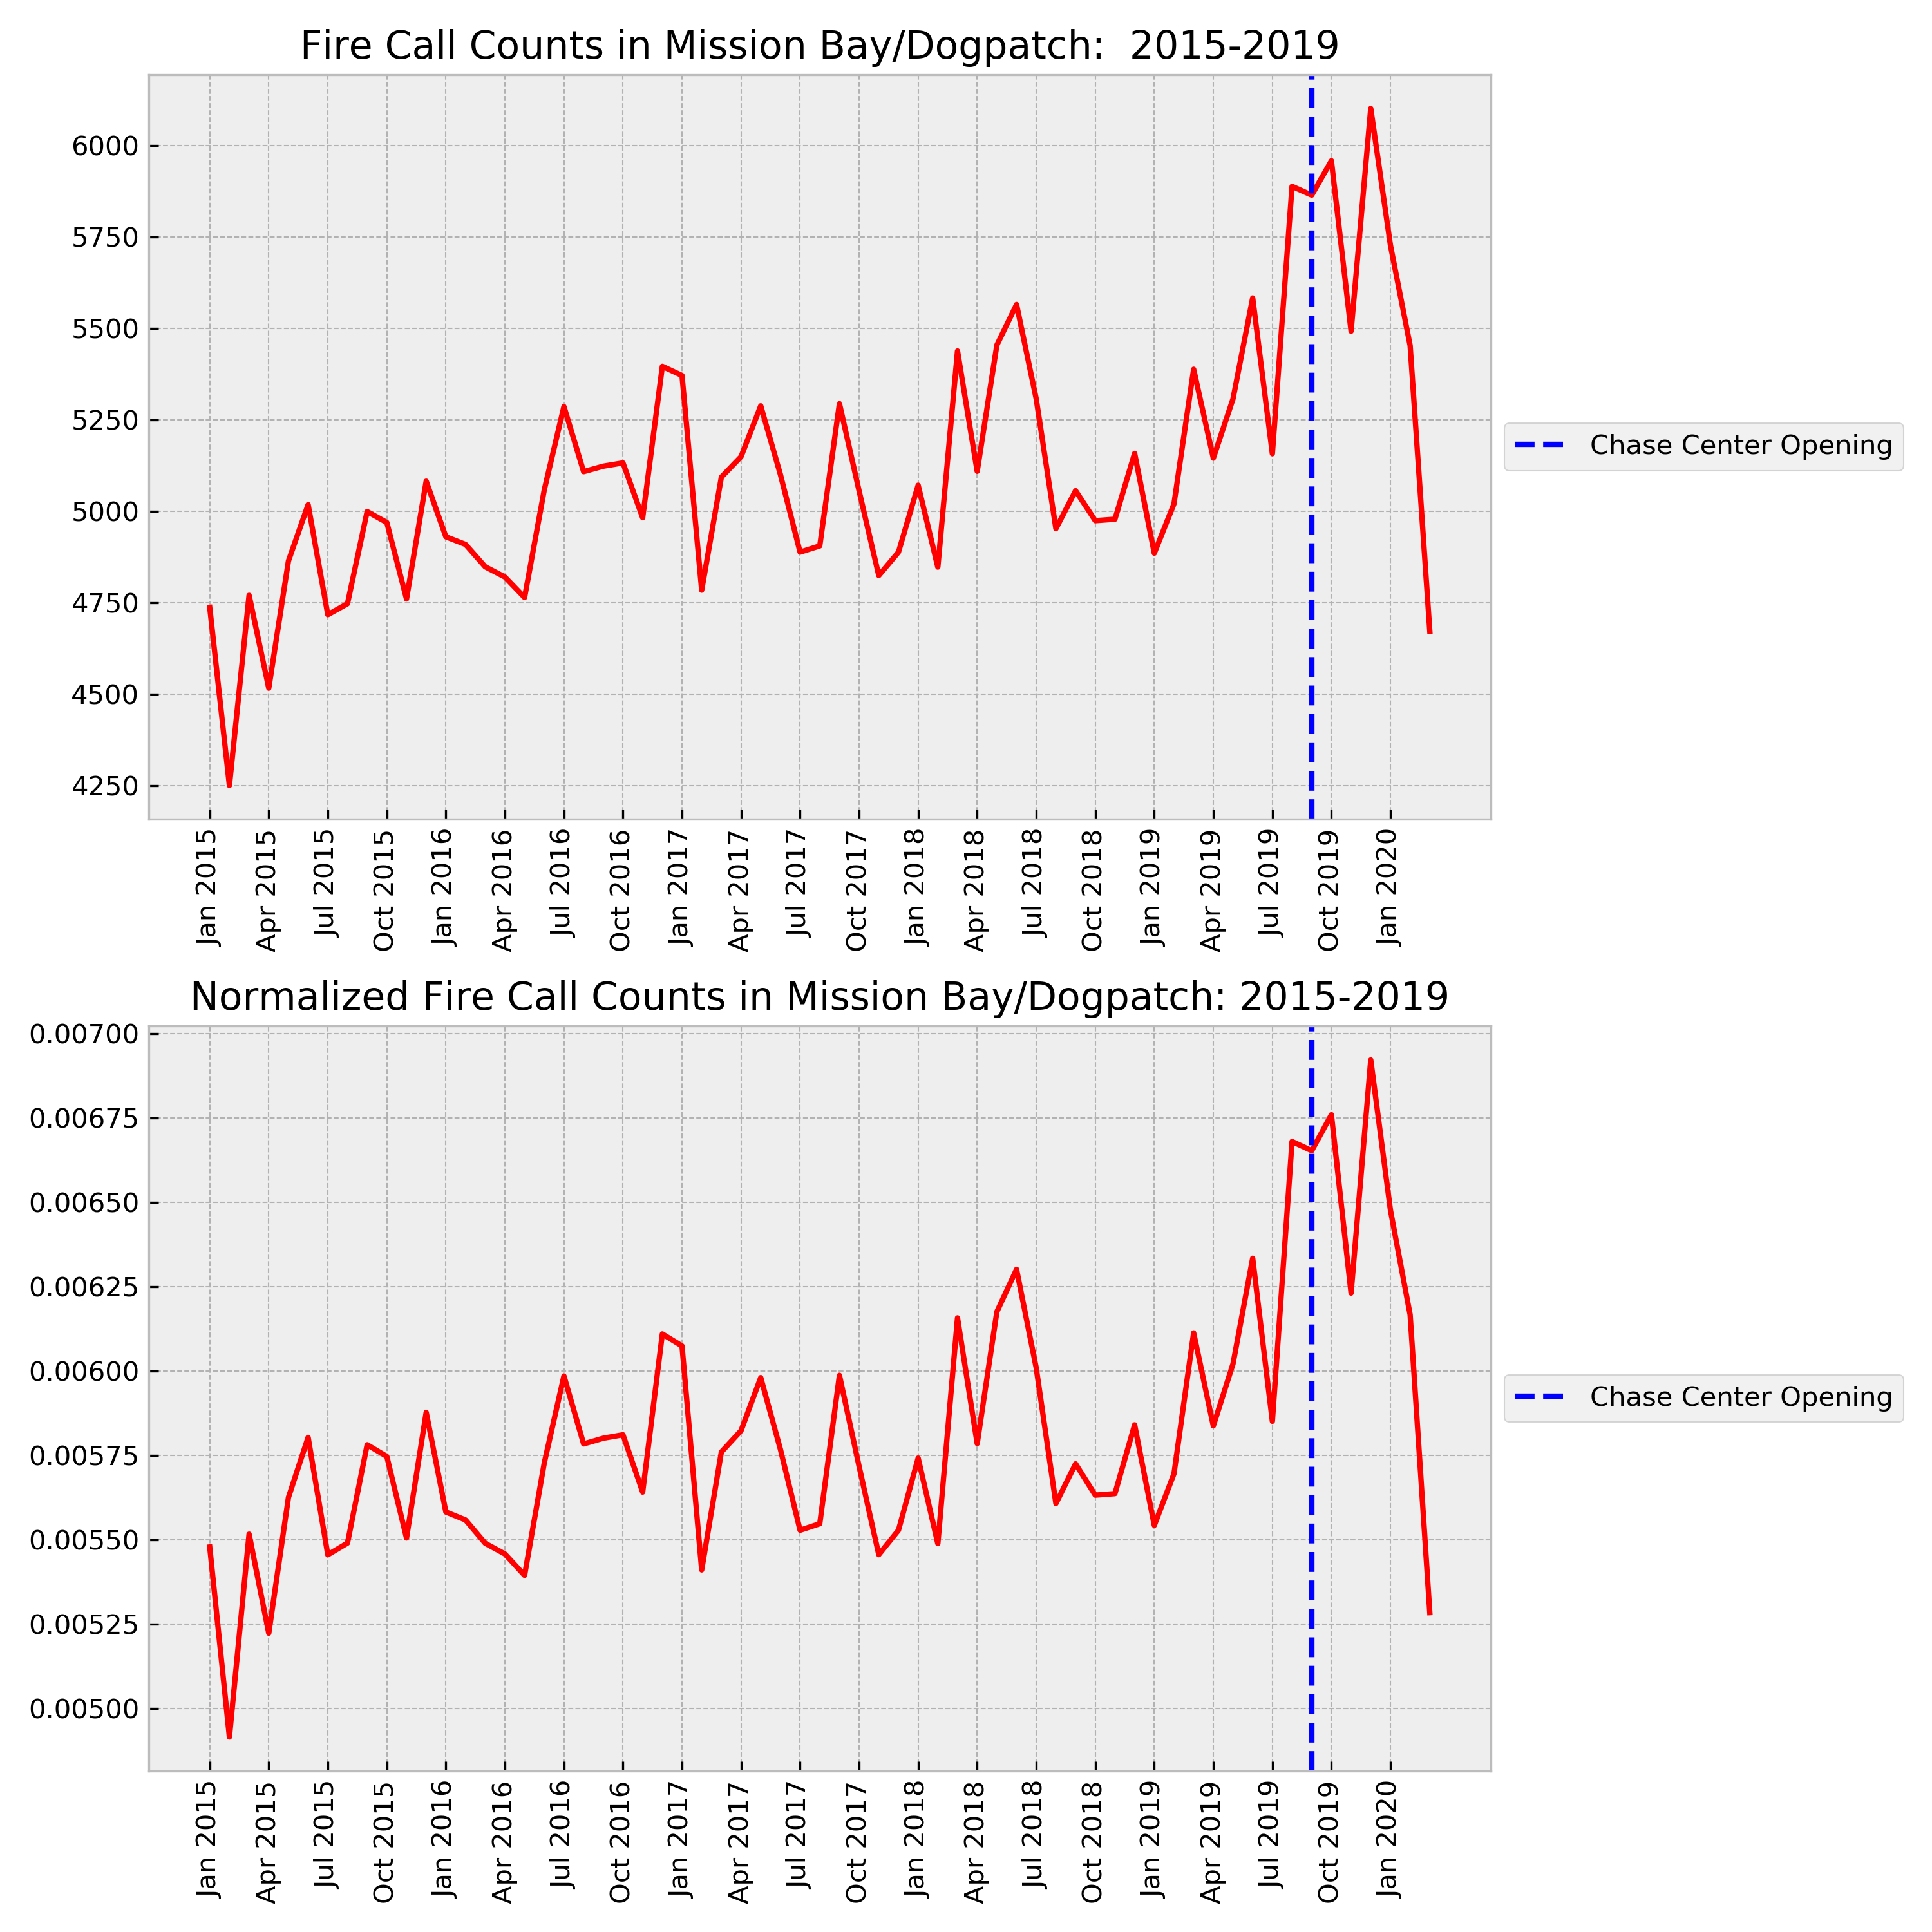 Fire Call Counts in Mission Bay/Dogpatch:  2015-2019
6000
5750
5500
5250
5000
4750
4500
4250
Chase Center Opening
Jan 2015
Apr 2015
Jul 2015
Oct 2015
Jan 2016
Apr 2016
Jul 2016
Oct 2016
Jan 2017
Apr 2017
Jul 2017
Oct 2017
Jan 2018
Apr 2018
Jul 2018
Oct 2018
Jan 2019
Apr 2019
Jul 2019
Oct 2019
Jan 2020
Normalized Fire Call Counts in Mission Bay/Dogpatch: 2015-2019
0.00700
0.00675
0.00650
0.00625
0.00600
0.00575
0.00550
0.00525
0.00500
Chase Center Opening
Jan 2015
Apr 2015
Jul 2015
Oct 2015
Jan 2016
Apr 2016
Jul 2016
Oct 2016
Jan 2017
Apr 2017
Jul 2017
Oct 2017
Jan 2018
Apr 2018
Jul 2018
Oct 2018
Jan 2019
Apr 2019
Jul 2019
Oct 2019
Jan 2020